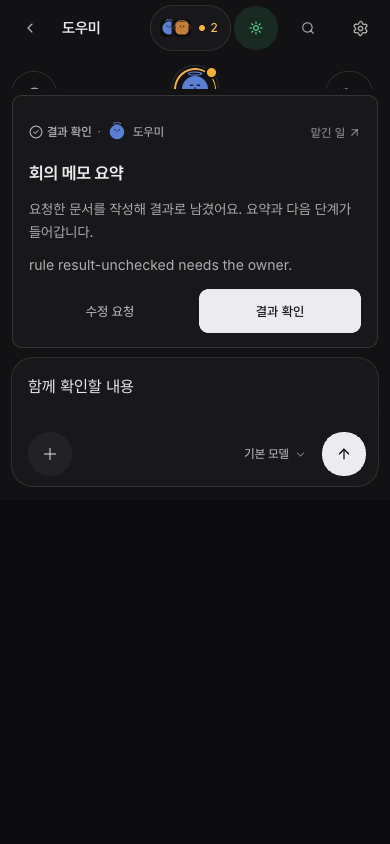 도우미
2
결과 확인 · 도우미
맡긴 일
회의 메모 요약
요청한 문서를 작성해 결과로 남겼어요. 요약과 다음 단계가
들어갑니다.
rule result-unchecked needs the owner.
수정 요청
결과 확인
함께 확인할 내용
기본 모델